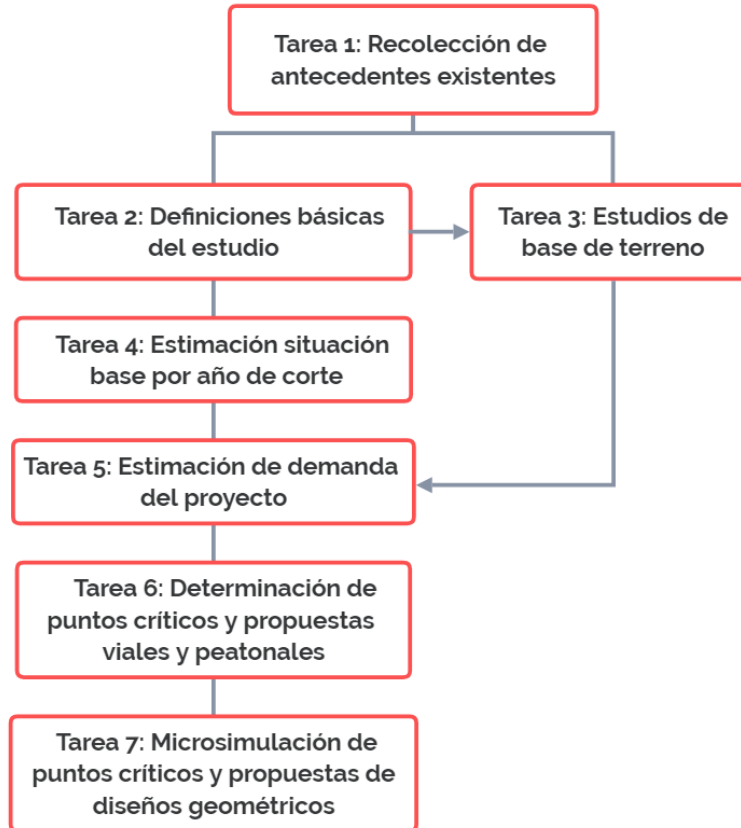 Tarea 1: Recolección de
antecedentes existentes
Tarea 2: Definiciones básicas
del estudio
Tarea 3: Estudios de
base de terreno
Tarea 4: Estimación situación
base por año de corte
Tarea 5: Estimación de demanda
del proyecto
Tarea 6: Determinación de
puntos críticos y propuestas
viales y peatonales
Tarea 7: Microsimulación de
puntos críticos y propuestas de
diseños geométricos